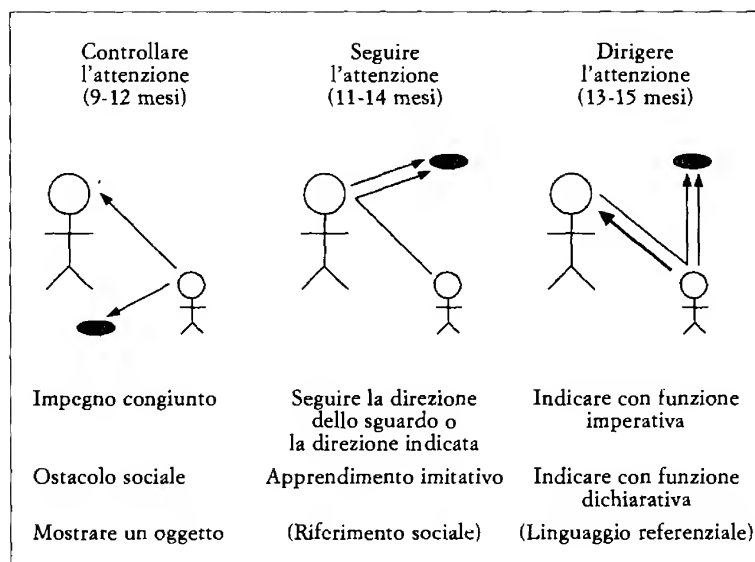 Controllare
l'attenzione
(9-12 mesi)
Seguire
l'attenzione
(11-14 mesi)
Dirigere
l'attenzione
(13-15 mesi)
Impegno congiunto
Seguire la direzione
dello sguardo o
la direzione indicata
Indicare con funzione
imperativa
Ostacolo sociale
Apprendimento imitativo
Indicare con funzione
dichiarativa
Mostrare un oggetto
(Riferimento sociale)
(Linguaggio referenziale)